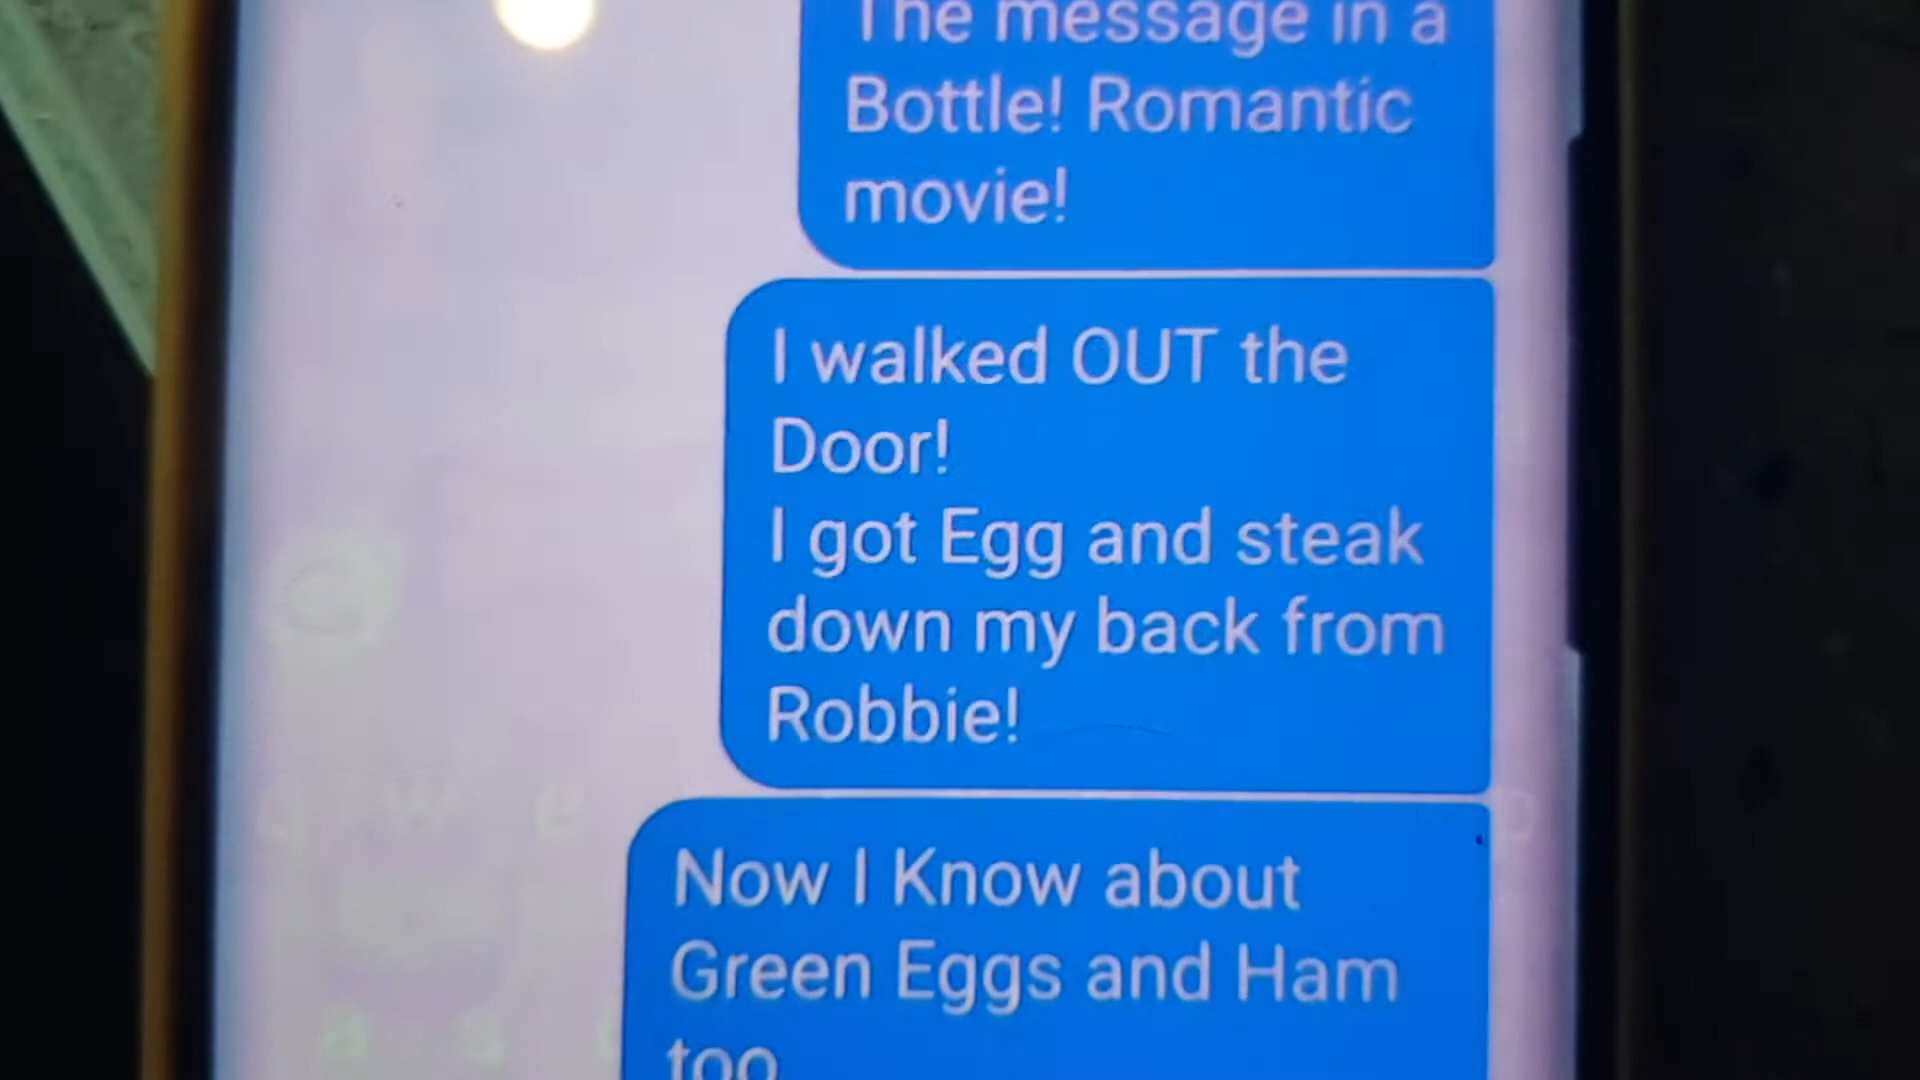 The message in a
Bottle! Romantic
movie!
I walked OUT the
Door!
I got Egg and steak
down my back from
Robbie!
Now I Know about
Green Eggs and Ham
too
q w e
p
a s